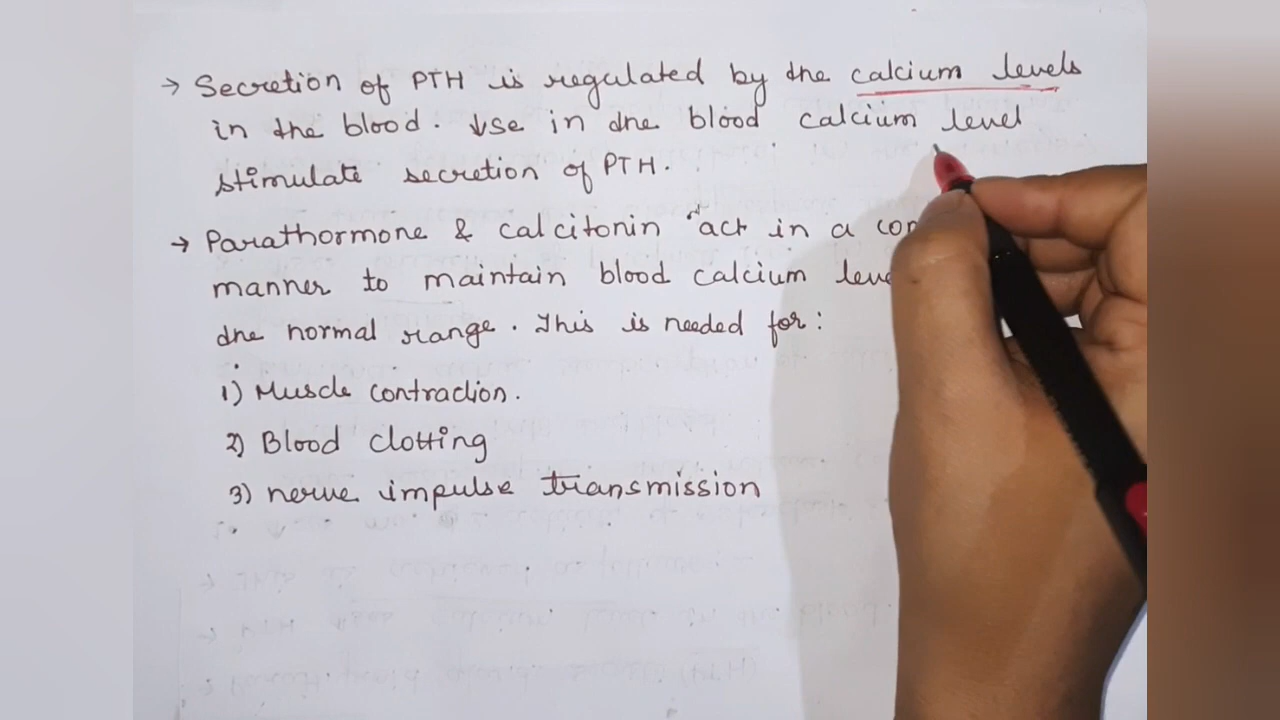 → Secretion of PTH is regulated by the calcium levels
in the blood. ↓se in the blood calcium level
stimulate secretion of PTH.
→ Parathormone & calcitonin act in a
manner to maintain blood calcium
the normal range. This is needed for:
1) Muscle contraction.
2) Blood clotting
3) nerve impulse transmission